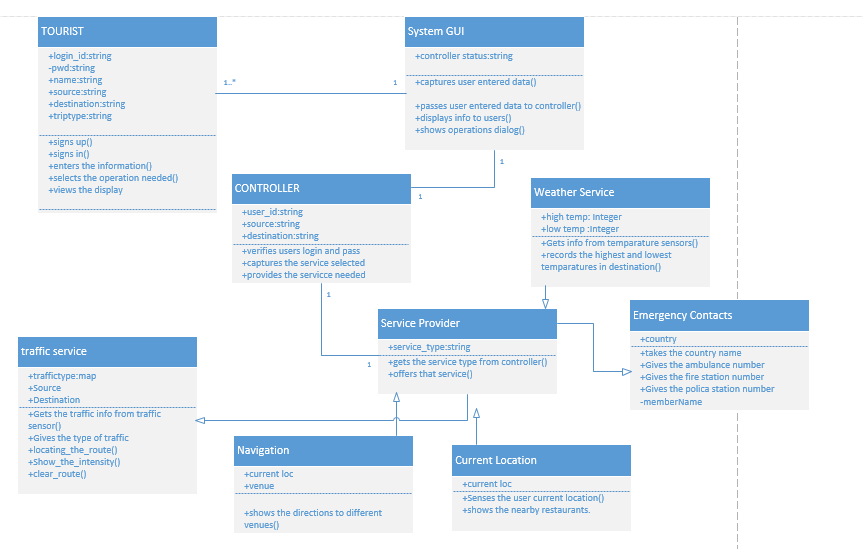 TOURIST
+login_id:string
-pwd:string
+name:string
+source:string
+destination:string
+triptype:string
+signs up()
+signs in()
+enters the information()
+selects the operation needed()
+views the display
1..*
1
System GUI
+controller status:string
+captures user entered data()
+passes user entered data to controller()
+displays info to users()
+shows operations dialog()
1
1
CONTROLLER
+user_id:string
+source:string
+destination:string
+verifies users login and pass
+captures the service selected
+provides the servicce needed
1
1
Weather Service
+high temp: Integer
+low temp :Integer
+Gets info from temparature sensors()
+records the highest and lowest
temparatures in destination()
Service Provider
+service_type:string
+gets the service type from controller()
+offers that service()
Emergency Contacts
+country
+takes the country name
+Gives the ambulance number
+Gives the fire station number
+Gives the polica station number
-memberName
traffic service
+traffictype:map
+Source
+Destination
+Gets the traffic info from traffic
sensor()
+Gives the type of traffic
+locating_the_route()
+Show_the_intensity()
+clear_route()
Navigation
+current loc
+venue
+shows the directions to different
venues()
Current Location
+current loc
+Senses the user current location()
+shows the nearby restaurants.